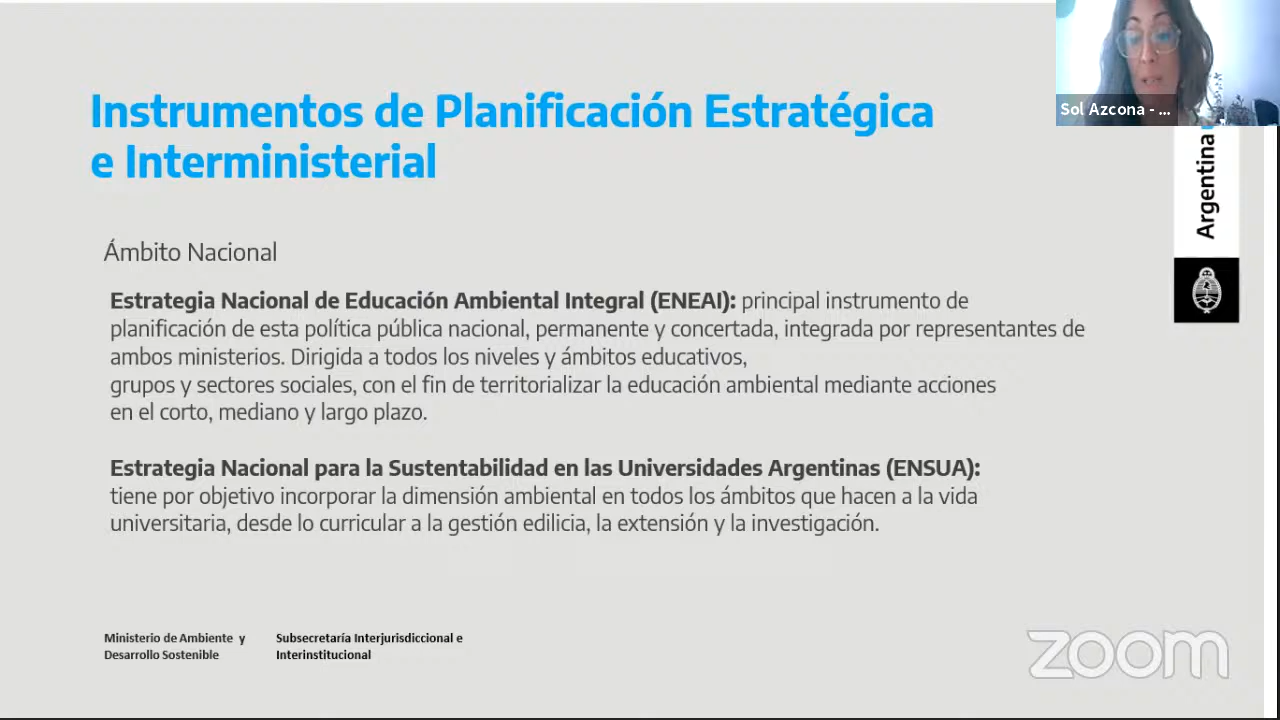 Instrumentos de Planificación Estratégica
e Interministerial
Sol Azcona - ...
Argentina
Ámbito Nacional
Estrategia Nacional de Educación Ambiental Integral (ENEAI): principal instrumento de
planificación de esta política pública nacional, permanente y concertada, integrada por representantes de
ambos ministerios. Dirigida a todos los niveles y ámbitos educativos,
grupos y sectores sociales, con el fin de territorializar la educación ambiental mediante acciones
en el corto, mediano y largo plazo.
Estrategia Nacional para la Sustentabilidad en las Universidades Argentinas (ENSUA):
tiene por objetivo incorporar la dimensión ambiental en todos los ámbitos que hacen a la vida
universitaria, desde lo curricular a la gestión edilicia, la extensión y la investigación.
Ministerio de Ambiente y
Desarrollo Sostenible
Subsecretaría Interjurisdiccional e
Interinstitucional
zoom